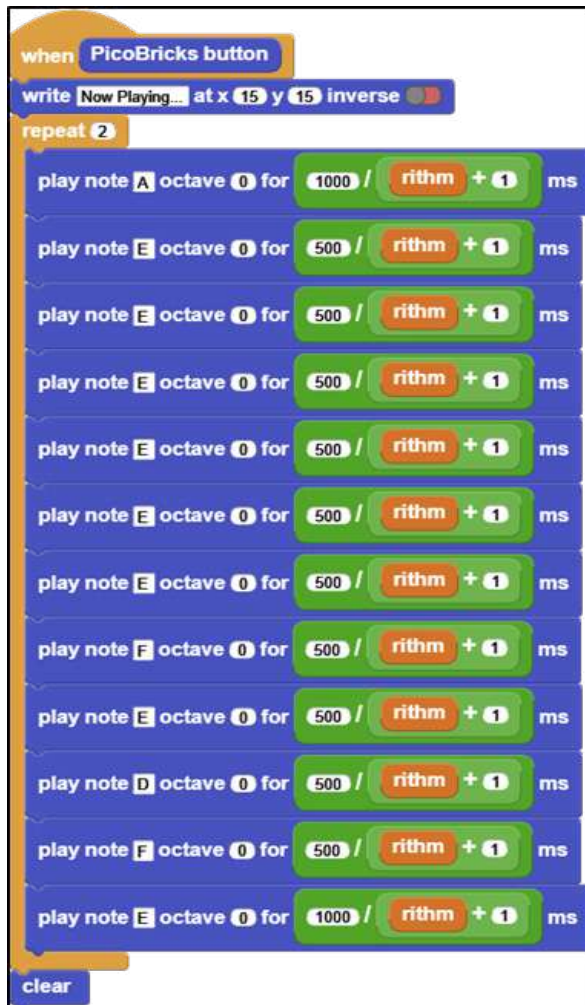 when PicoBricks button
write Now Playing... at x 15 y 15 inverse
repeat 2
play note A octave 0 for 1000 / rithm + 1 ms
play note E octave 0 for 500 / rithm + 1 ms
play note E octave 0 for 500 / rithm + 1 ms
play note E octave 0 for 500 / rithm + 1 ms
play note E octave 0 for 500 / rithm + 1 ms
play note E octave 0 for 500 / rithm + 1 ms
play note E octave 0 for 500 / rithm + 1 ms
play note F octave 0 for 500 / rithm + 1 ms
play note E octave 0 for 500 / rithm + 1 ms
play note D octave 0 for 500 / rithm + 1 ms
play note F octave 0 for 500 / rithm + 1 ms
play note E octave 0 for 1000 / rithm + 1 ms
clear